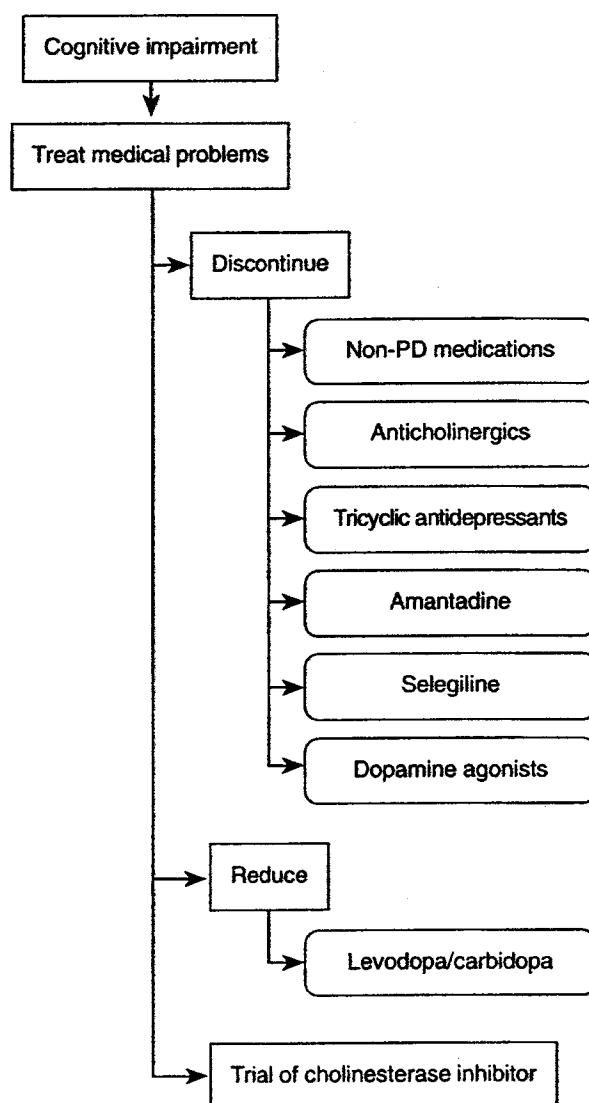 Cognitive impairment
Treat medical problems
Discontinue
Non-PD medications
Anticholinergics
Tricyclic antidepressants
Amantadine
Selegiline
Dopamine agonists
Reduce
Levodopa/carbidopa
Trial of cholinesterase inhibitor